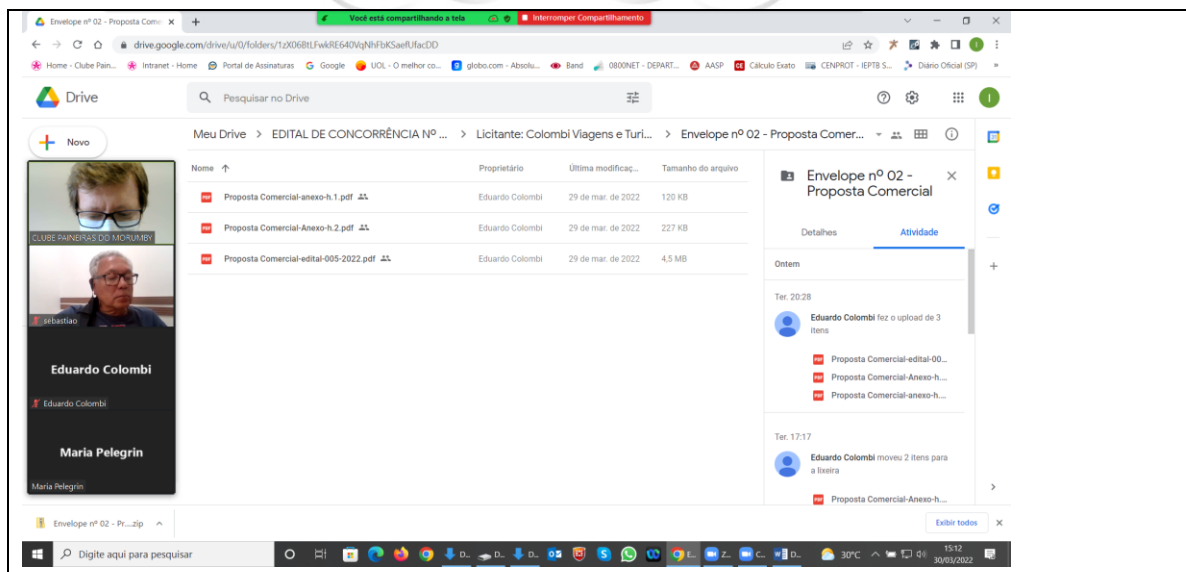 Envelope nº 02 - Proposta Comer
Você está compartilhando a tela
Interromper Compartilhamento
drive.google.com/drive/u/0/folders/1zX06BtLFwkRE640VqNhFbKSaefUfacDD
Home - Clube Pain...
Intranet - Home
Portal de Assinaturas
Google
UOL - O melhor co...
globo.com - Absolu...
Band
0800NET - DEPART...
AASP
Cálculo Exato
CENPROT - IEPTB S...
Diário Oficial (SP)
»
Drive
Pesquisar no Drive
I
Novo
Meu Drive > EDITAL DE CONCORRÊNCIA Nº ... > Licitante: Colombi Viagens e Turi... > Envelope nº 02 - Proposta Comer...
Nome
Proprietário
Última modificaç...
Tamanho do arquivo
Proposta Comercial-anexo-h.1.pdf
Eduardo Colombi
29 de mar. de 2022
120 KB
Proposta Comercial-Anexo-h.2.pdf
Eduardo Colombi
29 de mar. de 2022
227 KB
Proposta Comercial-edital-005-2022.pdf
Eduardo Colombi
29 de mar. de 2022
4,5 MB
CLUBE PAINEIRAS DO MORUMBY
sebastiao
Eduardo Colombi
Eduardo Colombi
Maria Pelegrin
Maria Pelegrin
Envelope nº 02 -
Proposta Comercial
Detalhes
Atividade
Ontem
Ter. 20:28
Eduardo Colombi fez o upload de 3
itens
Proposta Comercial-edital-00...
Proposta Comercial-Anexo-h....
Proposta Comercial-anexo-h....
Ter. 17:17
Eduardo Colombi moveu 2 itens para
a lixeira
Proposta Comercial-Anexo-h....
Envelope nº 02 - Pr....zip
Exibir todos
Digite aqui para pesquisar
D...
D...
D...
E...
Z...
C...
D...
30°C
15:12
30/03/2022